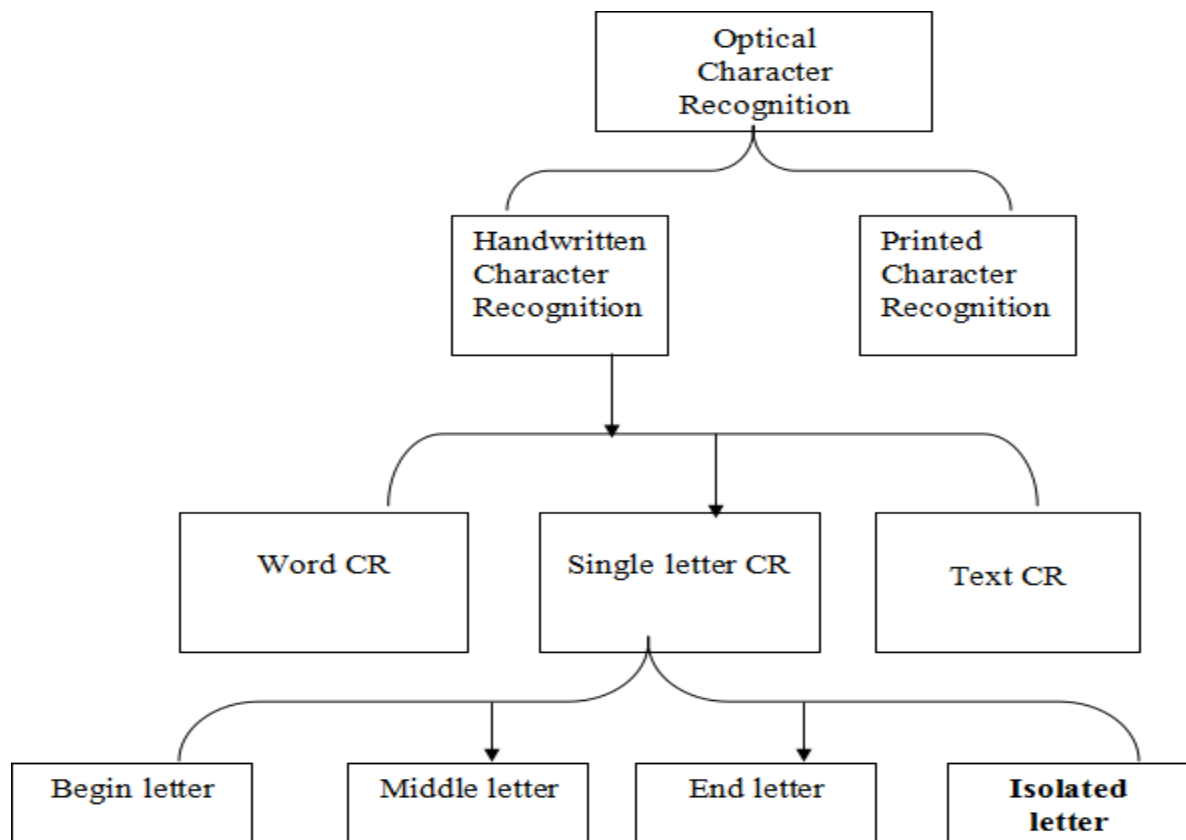 Optical
Character
Recognition
Handwritten
Character
Recognition
Printed
Character
Recognition
Word CR
Single letter CR
Text CR
Begin letter
Middle letter
End letter
Isolated
letter